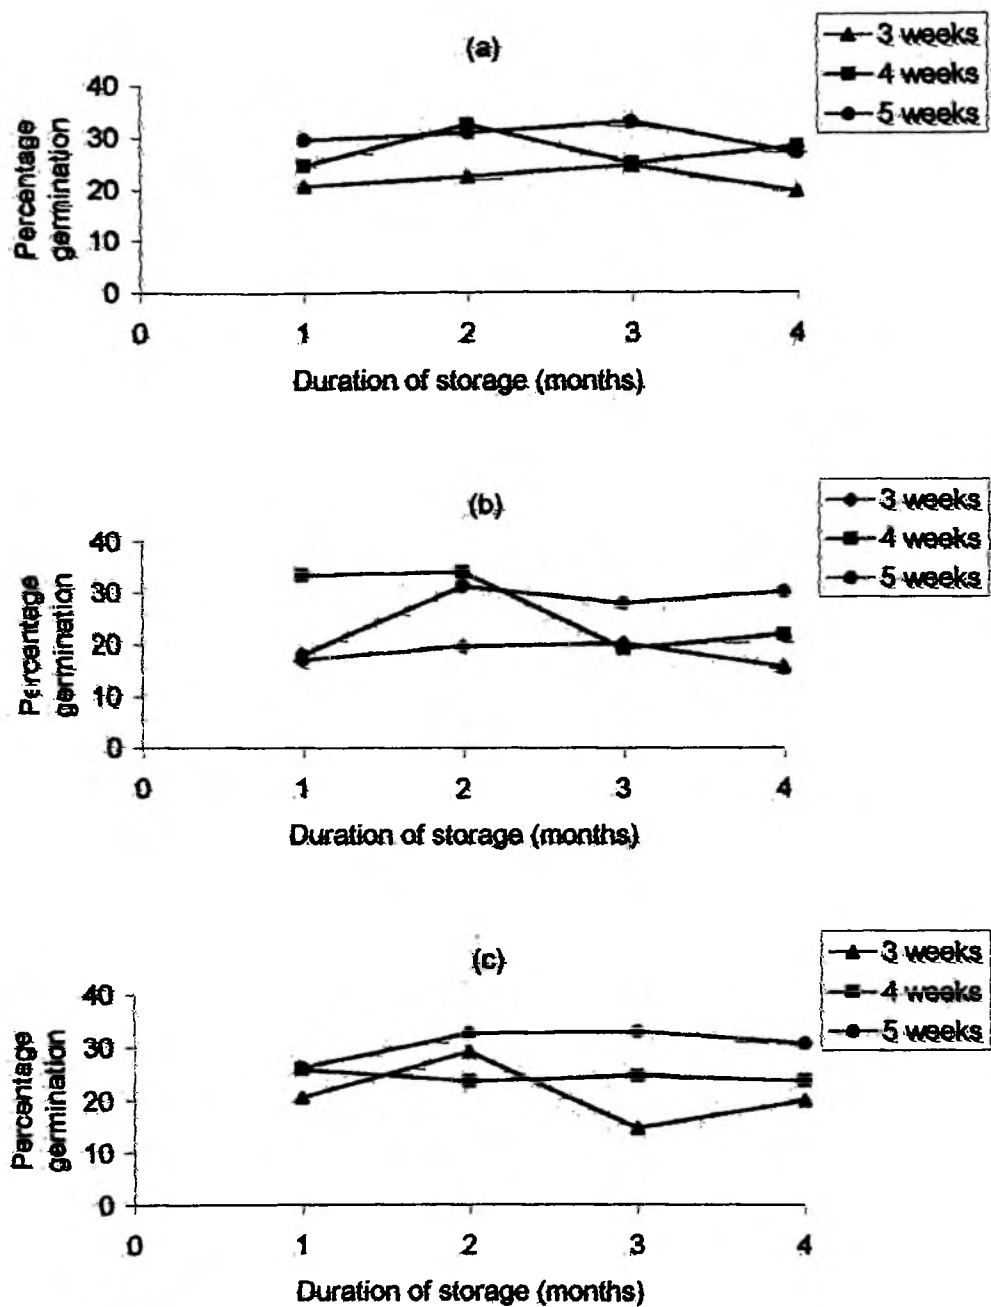 (a)
3 weeks
4 weeks
5 weeks
Percentage
germination
40
30
20
10
0
0 1 2 3 4
Duration of storage (months)
(b)
3 weeks
4 weeks
5 weeks
Percentage
germination
40
30
20
10
0
0 1 2 3 4
Duration of storage (months)
(c)
3 weeks
4 weeks
5 weeks
Percentage
germination
40
30
20
10
0
0 1 2 3 4
Duration of storage (months)